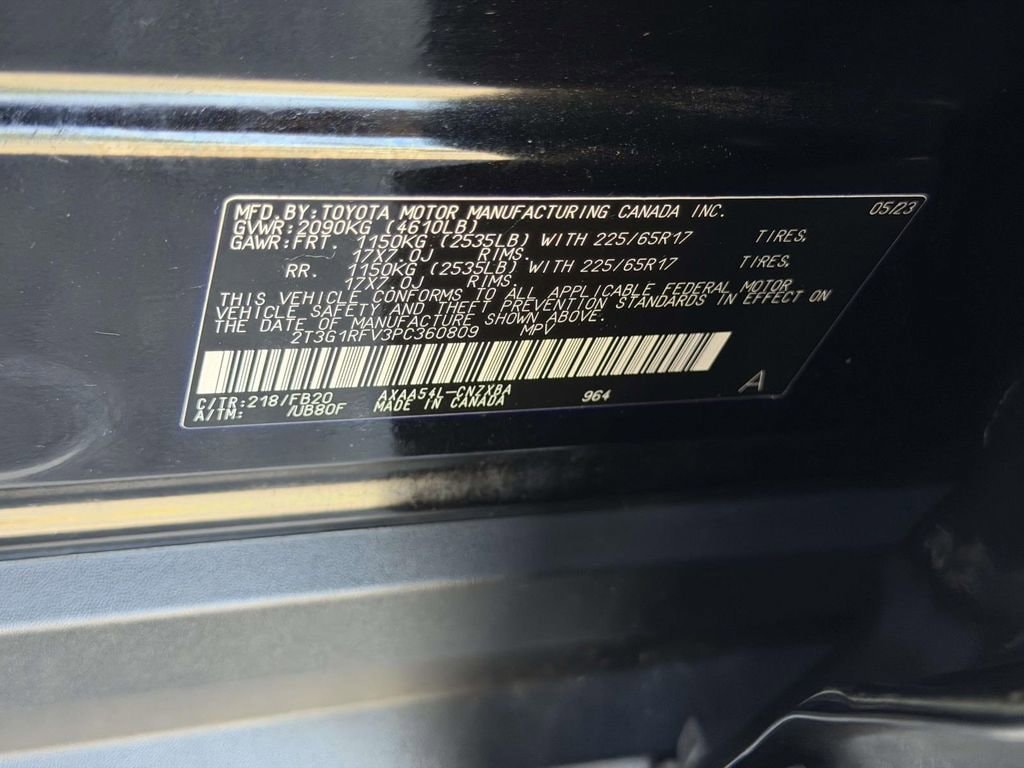 MFD. BY: TOYOTA MOTOR MANUFACTURING CANADA INC. 05/23
GVWR: 2090KG (4610LB)
GAWR: FRT. 1150KG (2535LB) WITH 225/65R17 TIRES,
17X7.0J RIMS.
RR. 1150KG (2535LB) WITH 225/65R17 TIRES,
17X7.0J RIMS.
THIS VEHICLE CONFORMS TO ALL APPLICABLE FEDERAL MOTOR
VEHICLE SAFETY AND THEFT PREVENTION STANDARDS IN EFFECT ON
THE DATE OF MANUFACTURE SHOWN ABOVE.
2T3G1RFV3PC360809 MPV
C/TR: 218/FB20 AXAA54L-CNZXBA 964 A
A/TM: /UB80F MADE IN CANADA